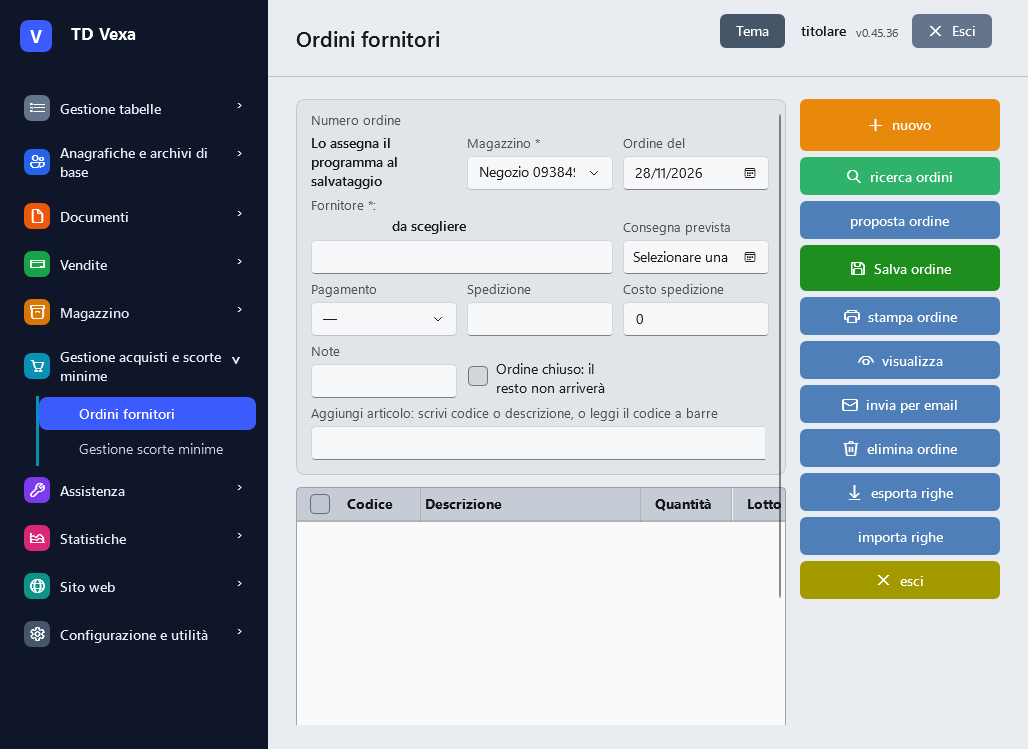 V
TD Vexa
Gestione tabelle
Anagrafiche e archivi di
base
Documenti
Vendite
Magazzino
Gestione acquisti e scorte
minime
Ordini fornitori
Gestione scorte minime
Assistenza
Statistiche
Sito web
Configurazione e utilità
Ordini fornitori
Tema
titolare
v0.45.36
Esci
Numero ordine
Lo assegna il
programma al
salvataggio
Magazzino *
Negozio 09384
Ordine del
28/11/2026
Fornitore *:
da scegliere
Consegna prevista
Selezionare una
Pagamento
—
Spedizione
Costo spedizione
0
Note
Ordine chiuso: il
resto non arriverà
Aggiungi articolo: scrivi codice o descrizione, o leggi il codice a barre
Codice
Descrizione
Quantità
Lotto
nuovo
ricerca ordini
proposta ordine
Salva ordine
stampa ordine
visualizza
invia per email
elimina ordine
esporta righe
importa righe
esci